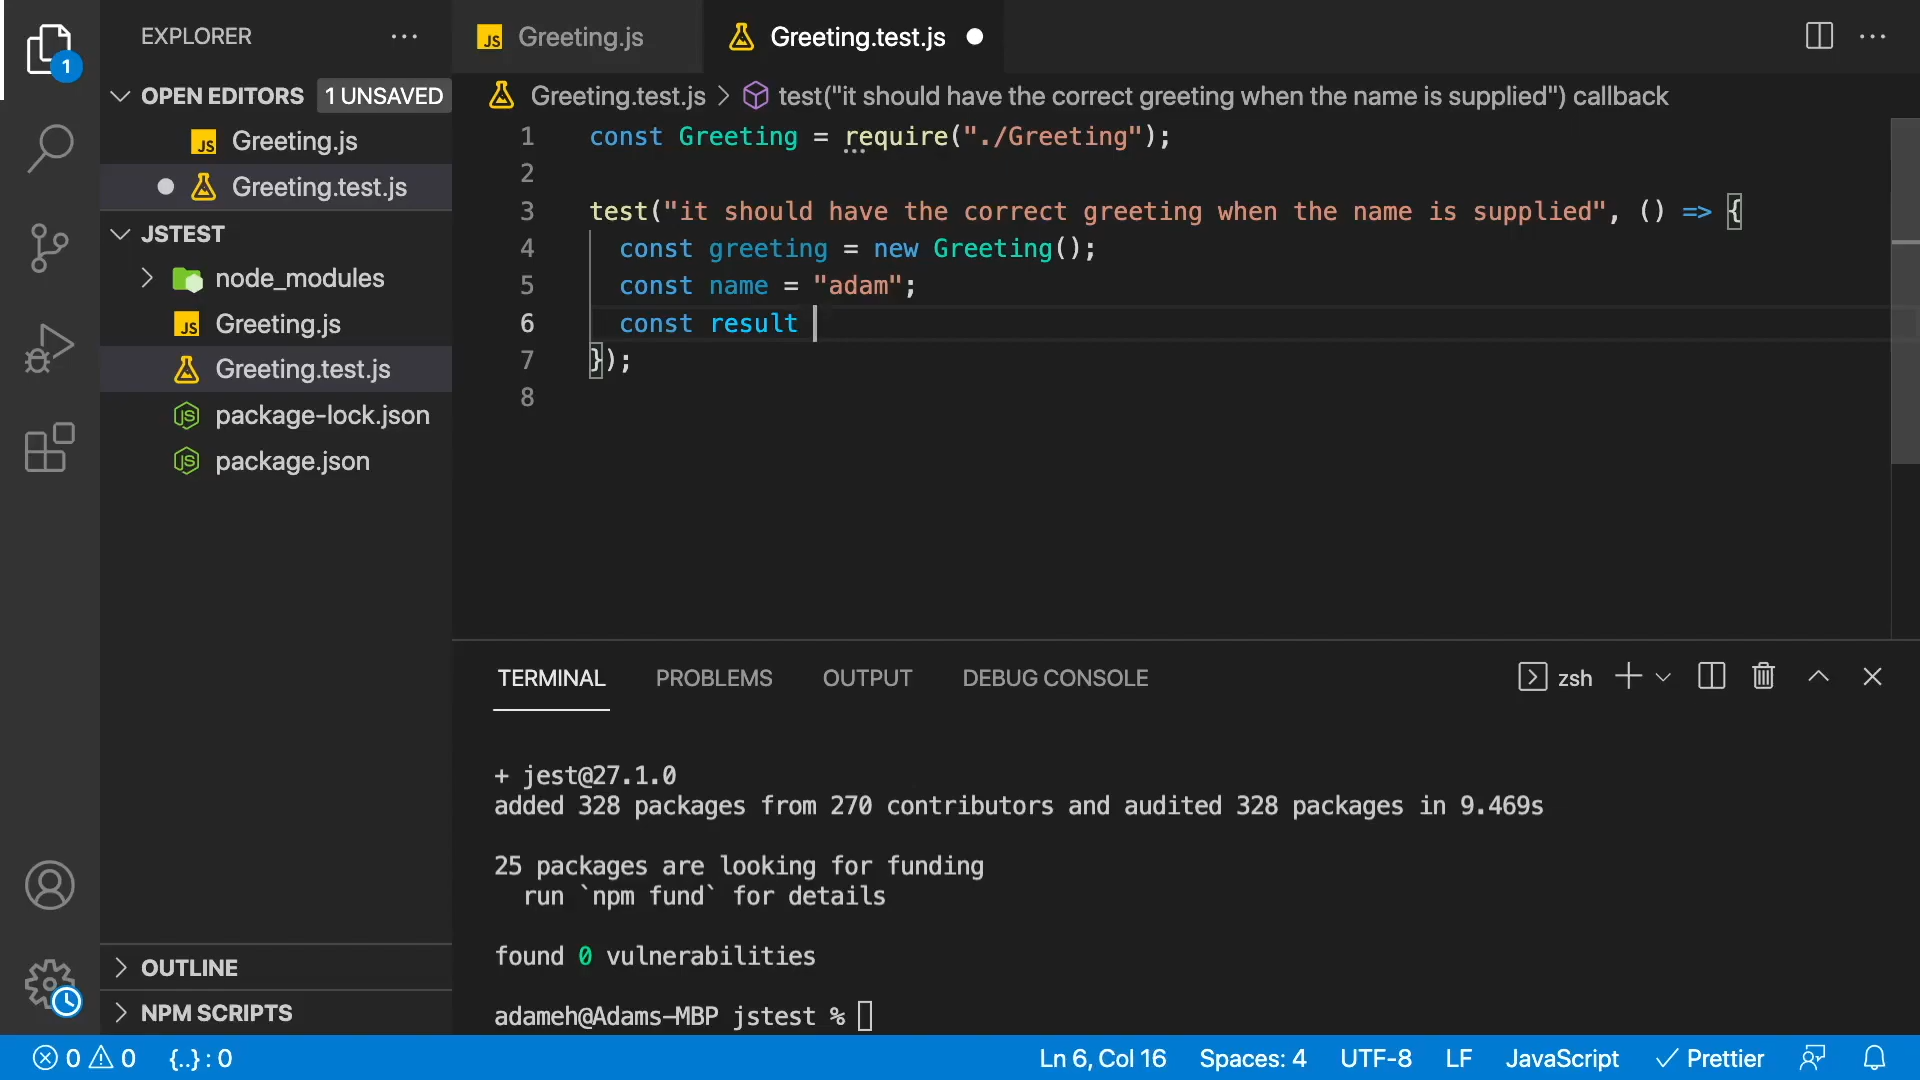 EXPLORER
OPEN EDITORS 1 UNSAVED
Greeting.js
Greeting.test.js
JSTEST
node_modules
Greeting.js
Greeting.test.js
package-lock.json
package.json
OUTLINE
NPM SCRIPTS
1
Greeting.js Greeting.test.js
Greeting.test.js > test("it should have the correct greeting when the name is supplied") callback
1 const Greeting = require("./Greeting");
2
3 test("it should have the correct greeting when the name is supplied", () => {
4 const greeting = new Greeting();
5 const name = "adam";
6 const result
7 });
8
TERMINAL PROBLEMS OUTPUT DEBUG CONSOLE zsh
+ jest@27.1.0
added 328 packages from 270 contributors and audited 328 packages in 9.469s
25 packages are looking for funding
run `npm fund` for details
found 0 vulnerabilities
adameh@Adams-MBP jstest %
0 0 {..} : 0 Ln 6, Col 16 Spaces: 4 UTF-8 LF JavaScript Prettier